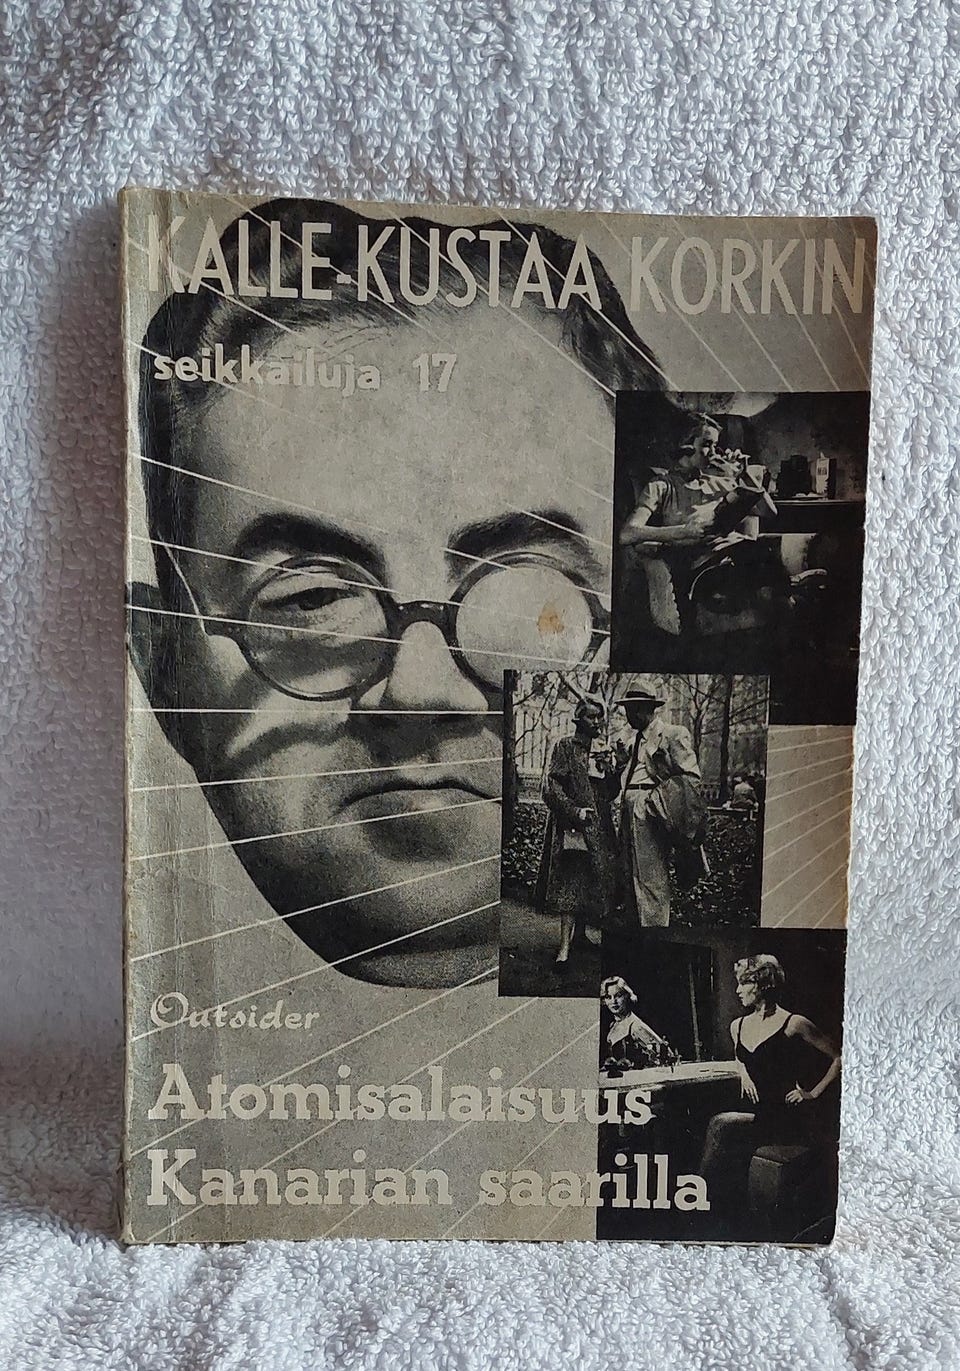 KALLE-KUSTAA KORKIN
seikkailuja 17
Outsider
Atomisalaisuus
Kanarian saarilla